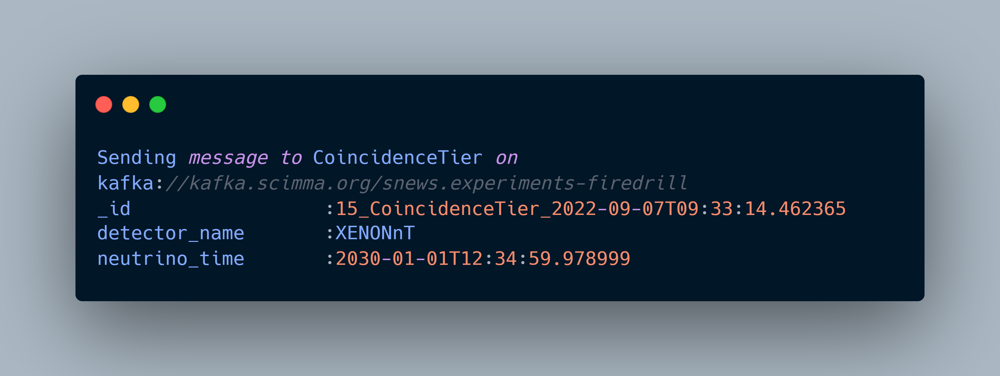 Sending message to CoincidenceTier on
kafka://kafka.scimma.org/snews.experiments-firedrill
_id                 :15_CoincidenceTier_2022-09-07T09:33:14.462365
detector_name       :XENONnT
neutrino_time       :2030-01-01T12:34:59.978999